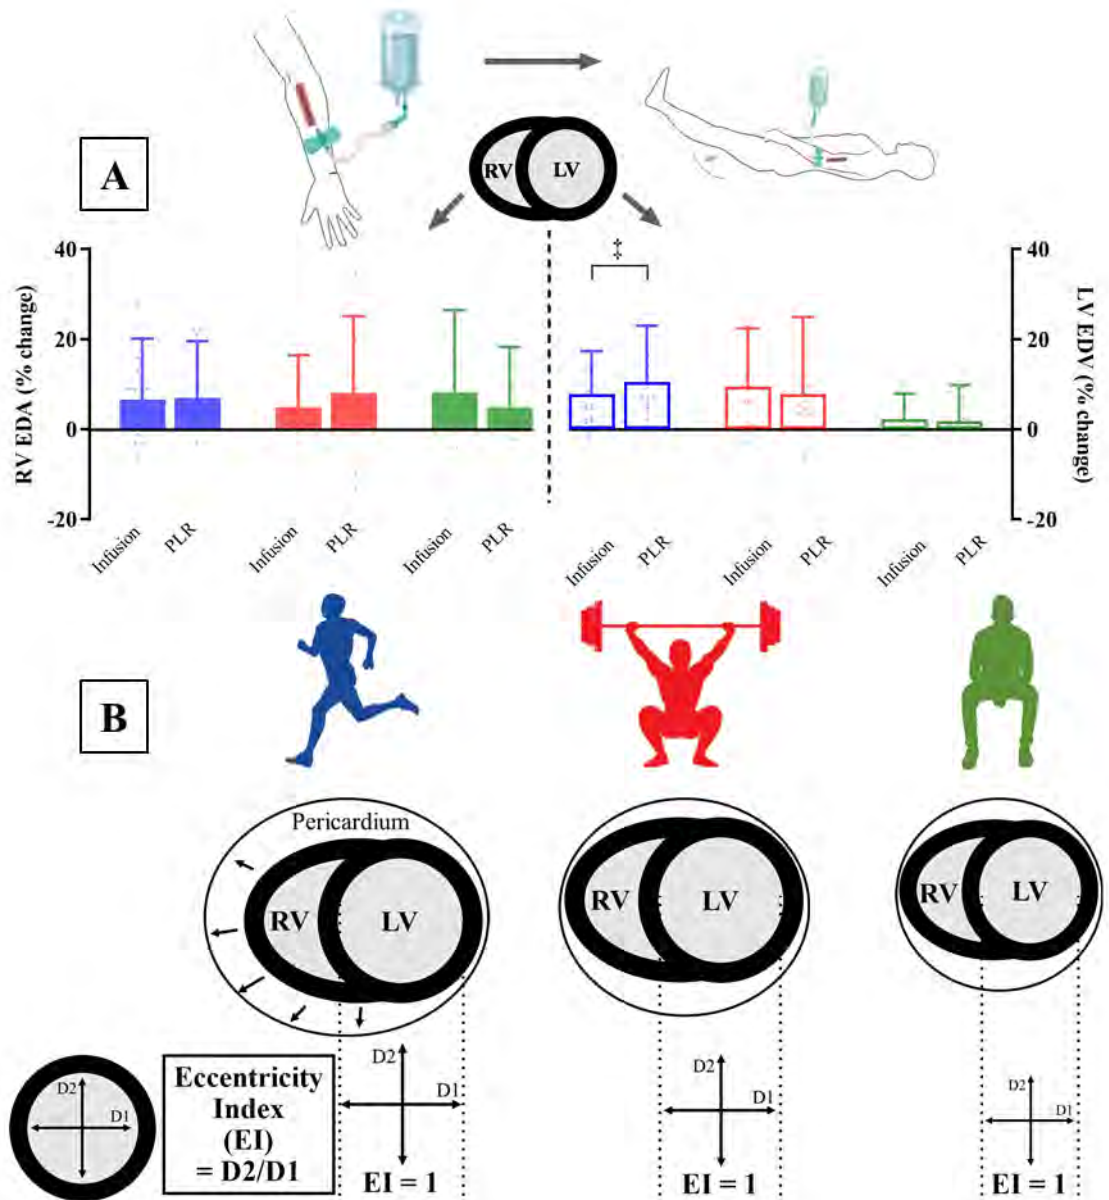 A
RV LV
40
20
0
-20
RV EDA (% change)
‡
40
20
0
-20
LV EDV (% change)
Infusion PLR Infusion PLR Infusion PLR Infusion PLR Infusion PLR Infusion PLR
B
Pericardium
RV LV
RV LV
RV LV
D2
D1
Eccentricity
Index
(EI)
= D2/D1
D2
D1
EI = 1
D2
D1
EI = 1
D2
D1
EI = 1